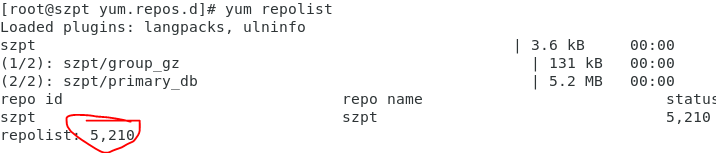 [root@szpt yum.repos.d]# yum repolist
Loaded plugins: langpacks, ulninfo
szpt | 3.6 kB 00:00
(1/2): szpt/group_gz | 131 kB 00:00
(2/2): szpt/primary_db | 5.2 MB 00:00
repo id repo name status
szpt szpt 5,210
repolist: 5,210